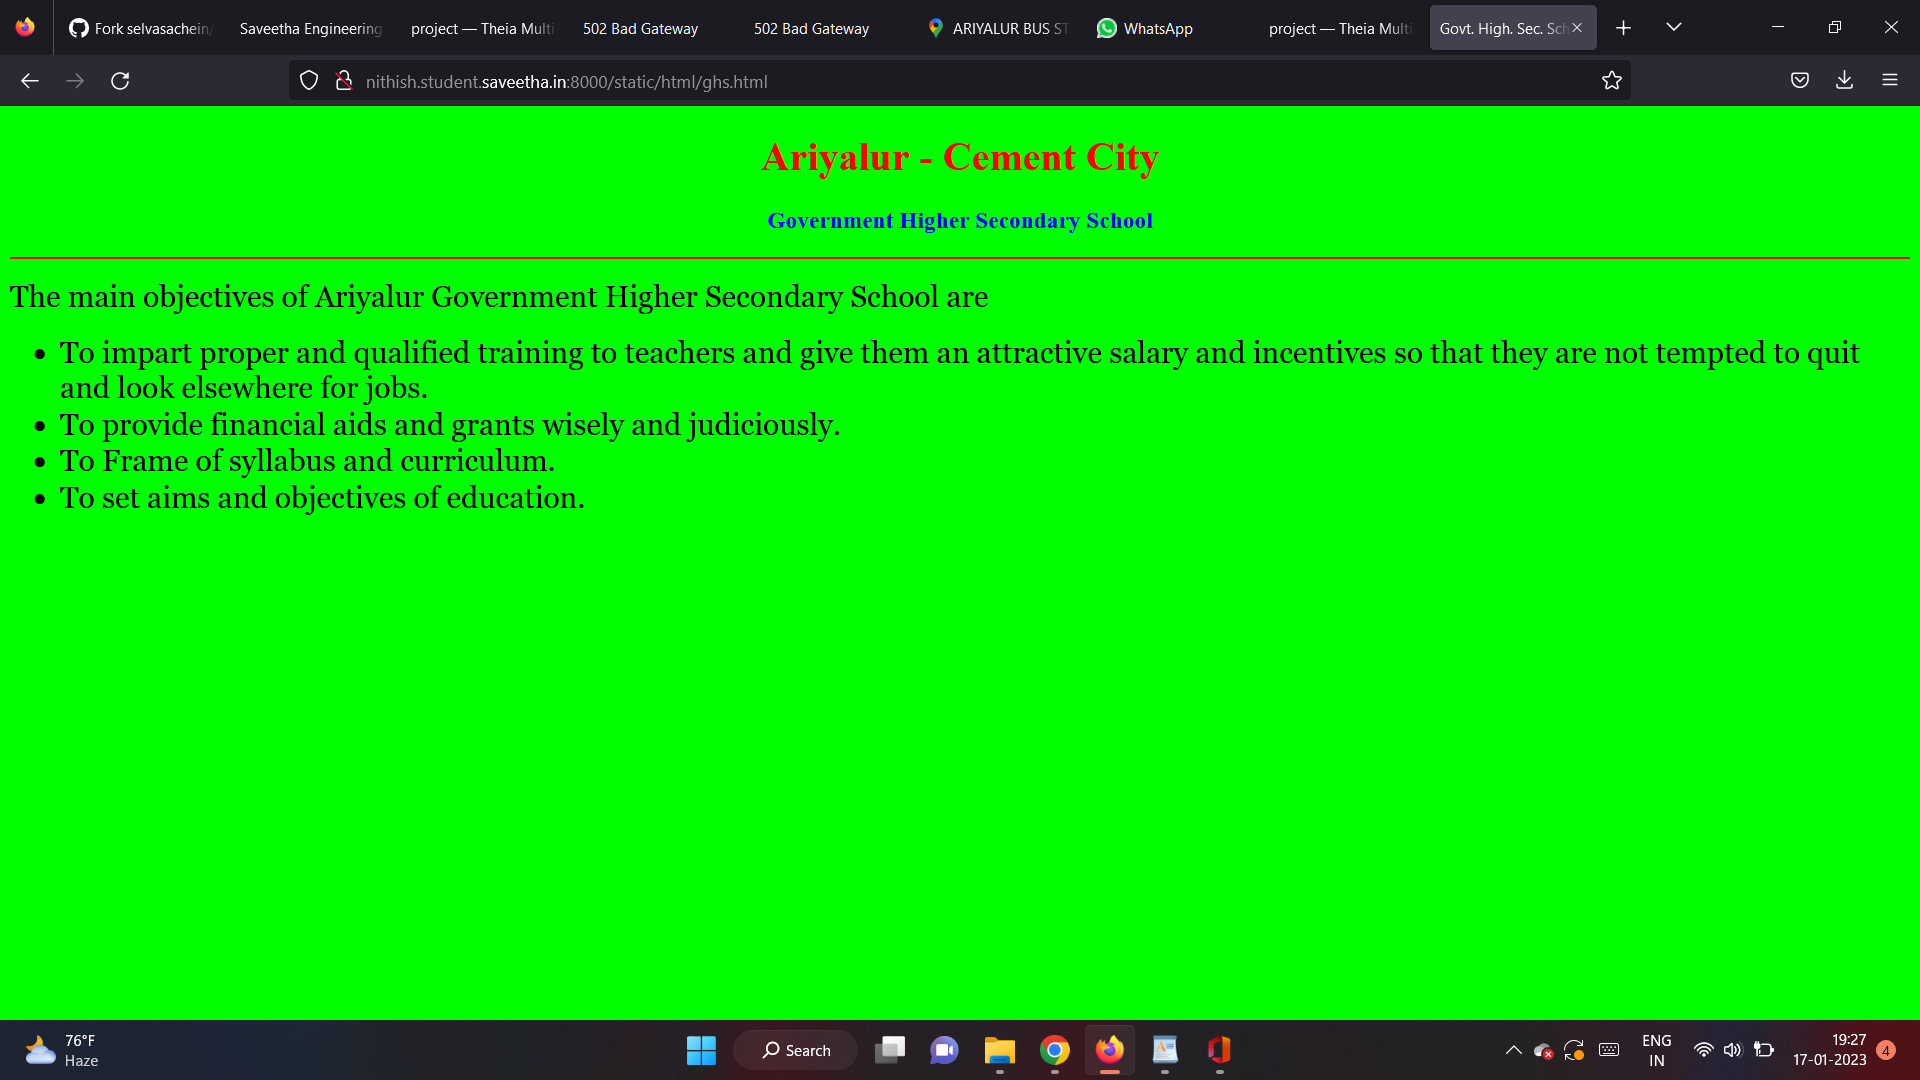 Fork selvasachein/
Saveetha Engineering
project — Theia Multi
502 Bad Gateway
502 Bad Gateway
ARIYALUR BUS ST
WhatsApp
project — Theia Multi
Govt. High. Sec. Sch
nithish.student.saveetha.in:8000/static/html/ghs.html
Ariyalur - Cement City
Government Higher Secondary School
The main objectives of Ariyalur Government Higher Secondary School are
• To impart proper and qualified training to teachers and give them an attractive salary and incentives so that they are not tempted to quit
and look elsewhere for jobs.
• To provide financial aids and grants wisely and judiciously.
• To Frame of syllabus and curriculum.
• To set aims and objectives of education.
76°F
Haze
Search
ENG
IN
19:27
17-01-2023
4